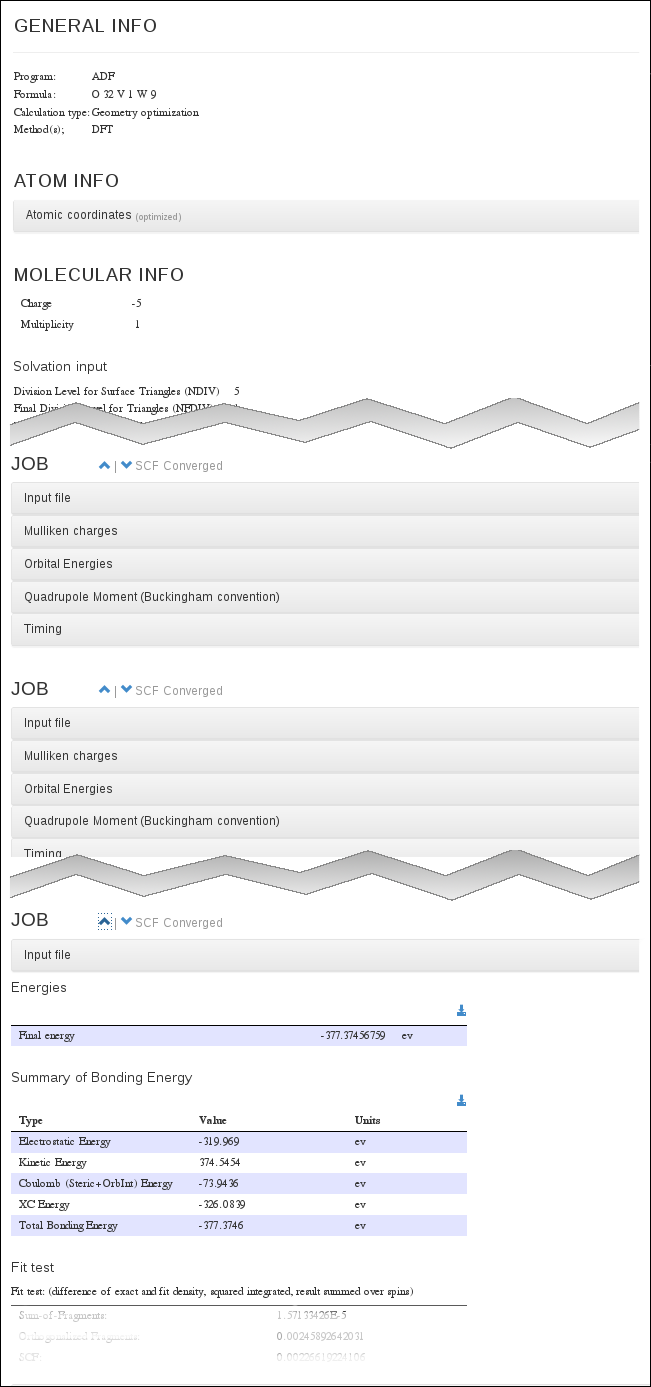 GENERAL INFO
Program: ADF
Formula: O 32 V 1 W 9
Calculation type: Geometry optimization
Method(s); DFT
ATOM INFO
Atomic coordinates (optimized)
MOLECULAR INFO
Charge -5
Multiplicity 1
Solvation input
Division Level for Surface Triangles (NDIV) 5
Final for Triangles
JOB | SCF Converged
Input file
Mulliken charges
Orbital Energies
Quadrupole Moment (Buckingham convention)
Timing
JOB | SCF Converged
Input file
Mulliken charges
Orbital Energies
Quadrupole Moment (Buckingham convention)
Timing
JOB | SCF Converged
Input file
Energies
Final energy -377.37456759 ev
Summary of Bonding Energy
Type Value Units
Electrostatic Energy -319.969 ev
Kinetic Energy 374.5454 ev
Coulomb (Steric+OrbInt) Energy -73.9436 ev
XC Energy -326.0839 ev
Total Bonding Energy -377.3746 ev
Fit test
Fit test: (difference of exact and fit density, squared integrated, result summed over spins)
Sum-of-Fragments: 1.57133426E-5
Orthogonalized Fragments: 0.00245892642031
SCF: 0.00226619224106